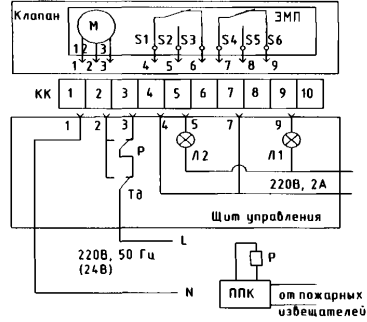 Клапан
ЭМП
М
S1 S2 S3 S4 S5 S6
1 2 3
1 2 3 4 5 6 7 8 9
КК 1 2 3 4 5 6 7 8 9 10
1 2 3 4 5 7 9
Р
Л2 Л1
Тд
220В, 2А
Щит управления
L
220В, 50 Гц
(24В)
N
Р
ППК
от пожарных
извещателей